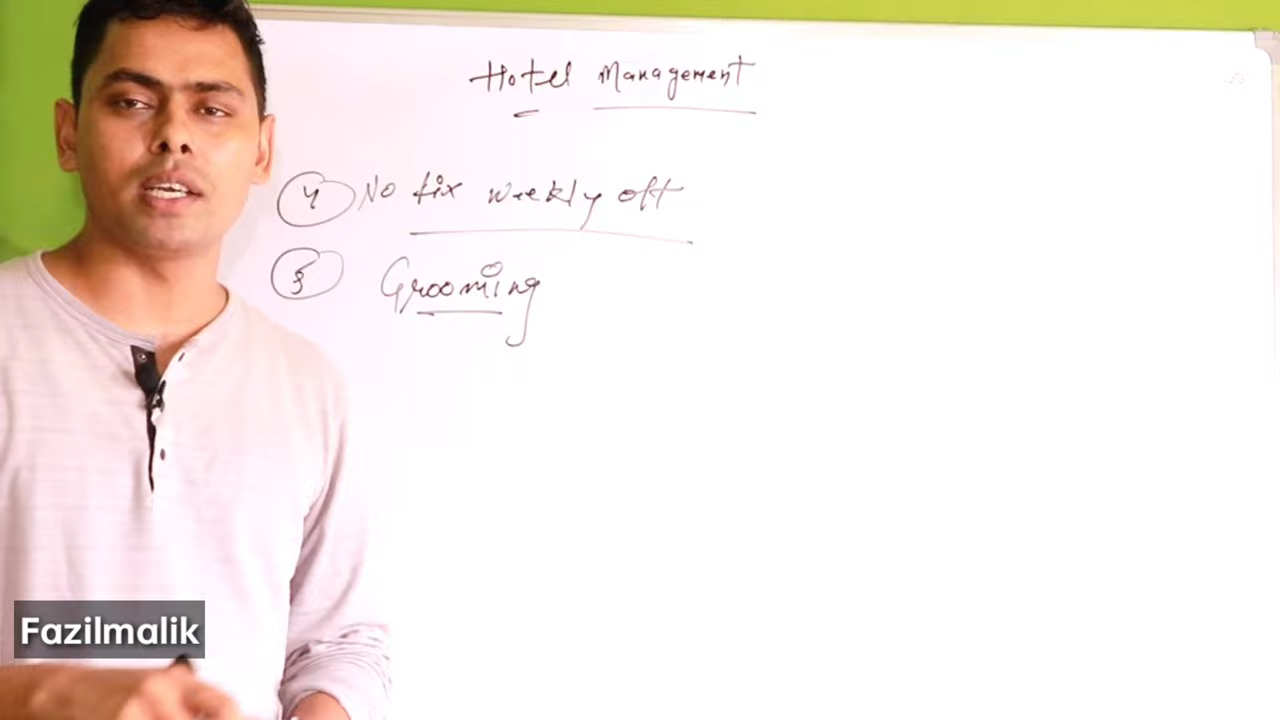 Hotel Management
4 No fix weekly off
5 Grooming
Fazilmalik